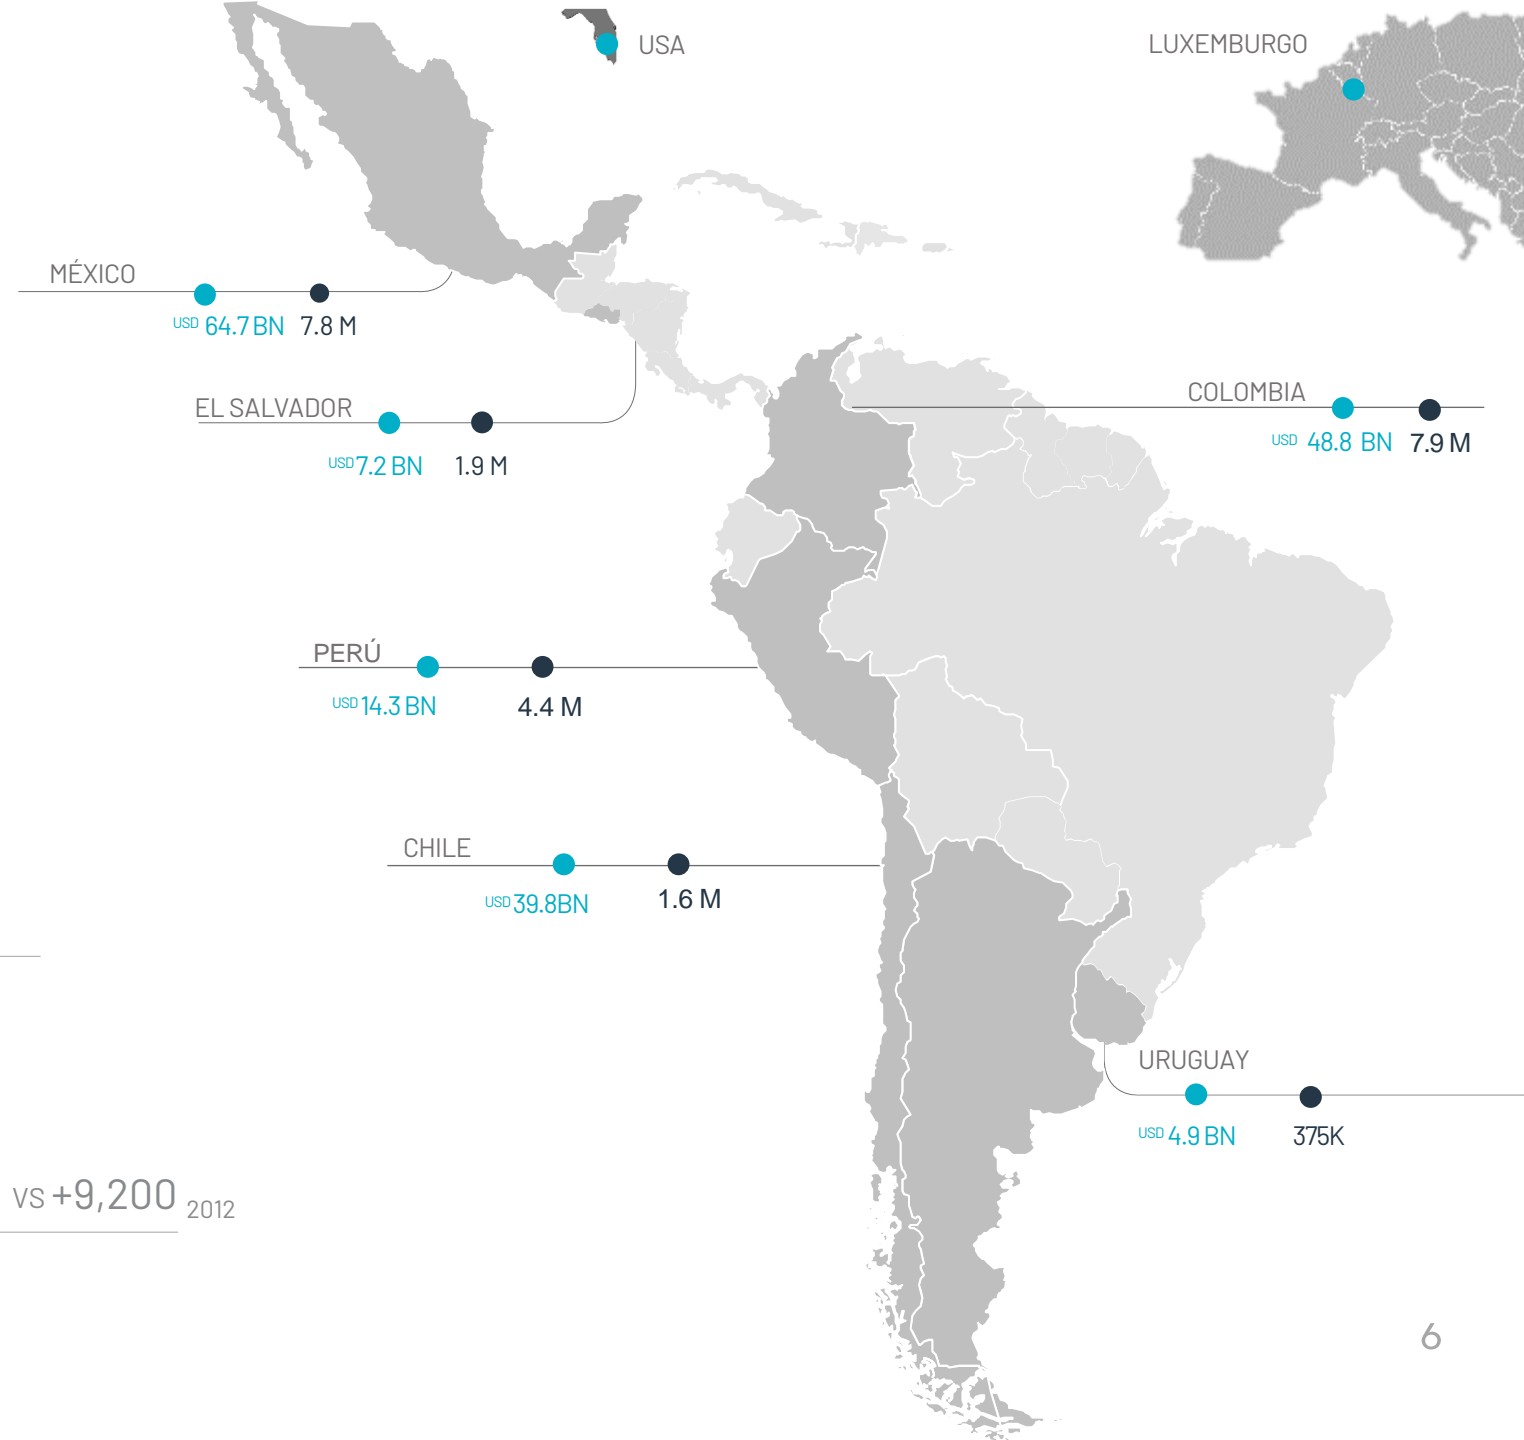 USA
LUXEMBURGO
MÉXICO
USD 64.7 BN 7.8 M
EL SALVADOR
USD 7.2 BN 1.9 M
COLOMBIA
USD 48.8 BN 7.9 M
PERÚ
USD 14.3 BN 4.4 M
CHILE
USD 39.8BN 1.6 M
URUGUAY
USD 4.9 BN 375K
VS +9,200 2012
6